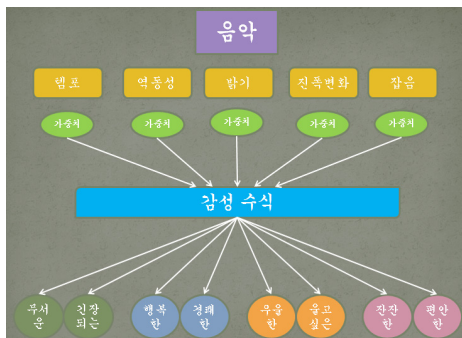 음악
템포 역동성 밝기 진폭변화 잡음
가중치 가중치 가중치 가중치 가중치
감성 수식
무서 긴장 행복 경쾌 우울 울고 잔잔 편안
운 되는 한 한 한 싶은 한 한